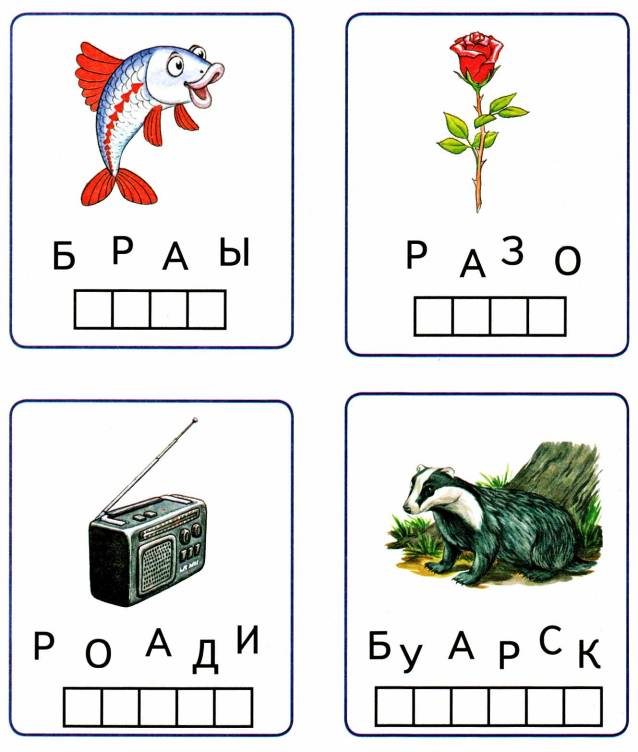 Б Р А Ы
Р А З О
Р О А Д И
Б У А Р С К